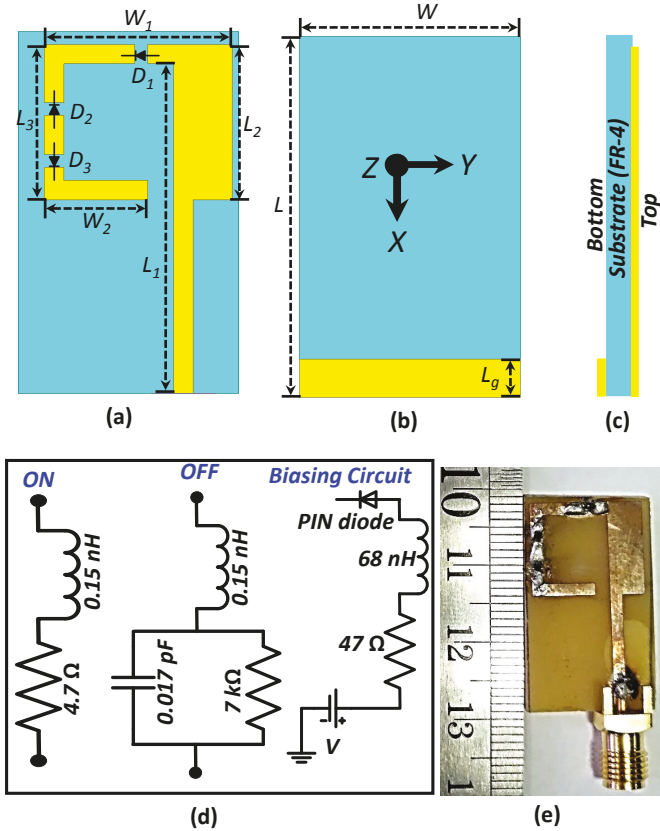 W1
D1
L3
D2
L2
D3
W2
L1
(a)
W
L
Z
Y
X
Lg
(b)
Bottom
Substrate (FR-4)
Top
(c)
ON
0.15 nH
4.7 Ω
OFF
0.15 nH
0.017 pF
7 kΩ
Biasing Circuit
PIN diode
68 nH
47 Ω
V
(d)
10
11
12
13
1
(e)